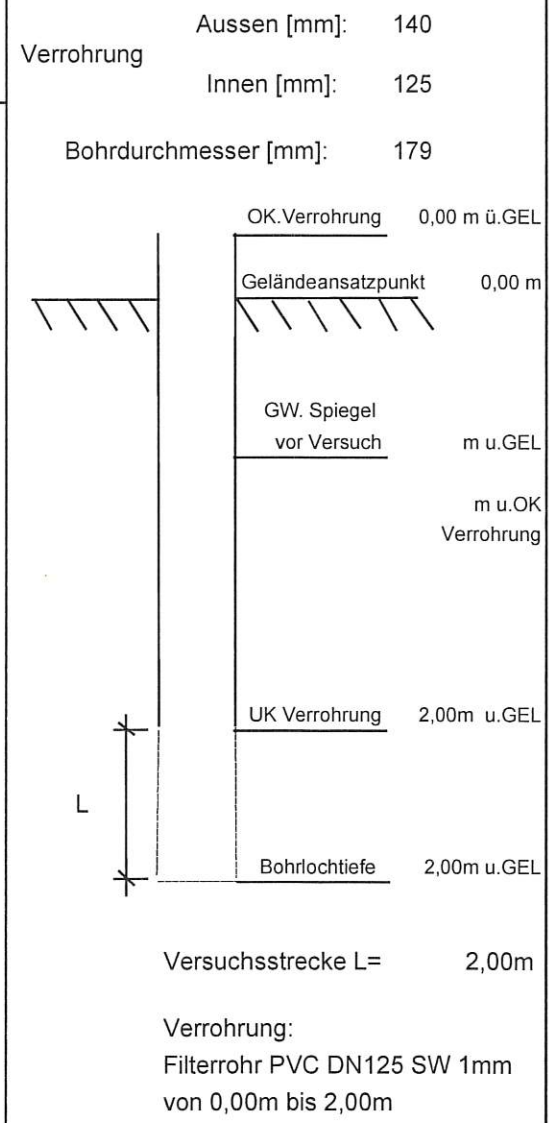 Aussen [mm]: 140
Verrohrung
Innen [mm]: 125
Bohrdurchmesser [mm]: 179
OK.Verrohrung 0,00 m ü.GEL
Geländeansatzpunkt 0,00 m
GW. Spiegel
vor Versuch m u.GEL
m u.OK
Verrohrung
UK Verrohrung 2,00m u.GEL
L
Bohrlochtiefe 2,00m u.GEL
Versuchsstrecke L= 2,00m
Verrohrung:
Filterrohr PVC DN125 SW 1mm
von 0,00m bis 2,00m